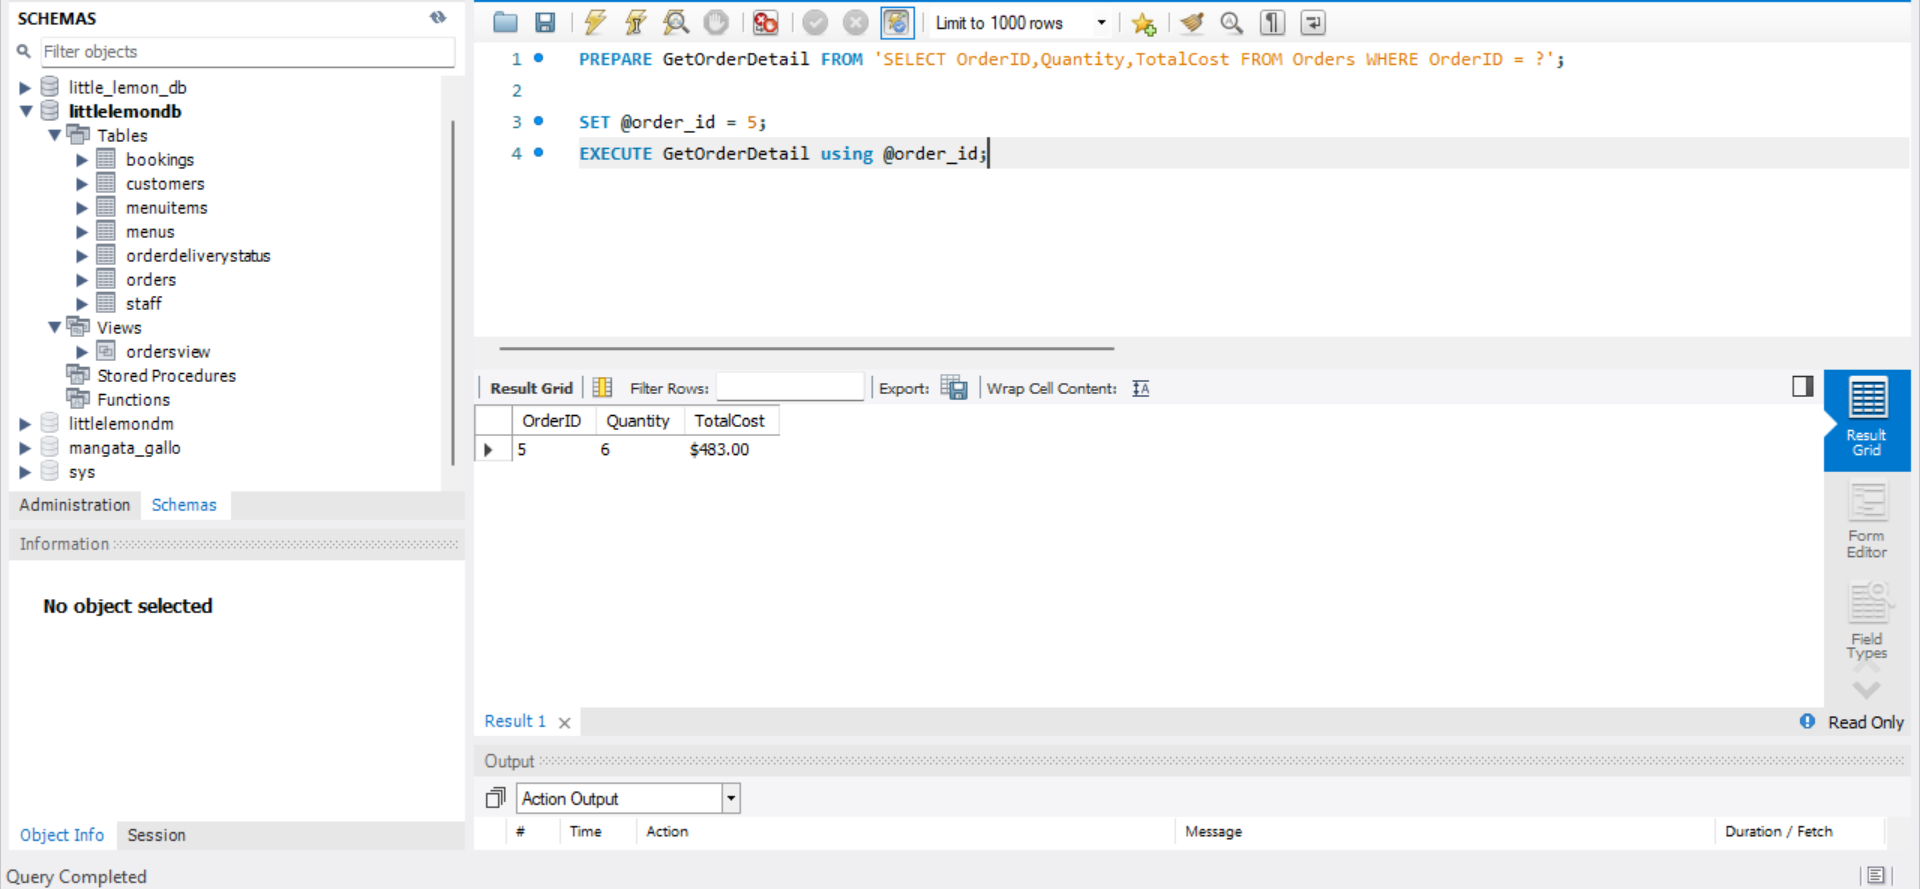 SCHEMAS
Filter objects
little_lemon_db
littlelemondb
Tables
bookings
customers
menuitems
menus
orderdeliverystatus
orders
staff
Views
ordersview
Stored Procedures
Functions
littlelemondm
mangata_gallo
sys
Administration Schemas
Information
No object selected
Object Info Session
Query Completed
Limit to 1000 rows
1 PREPARE GetOrderDetail FROM 'SELECT OrderID,Quantity,TotalCost FROM Orders WHERE OrderID = ?';
2
3 SET @order_id = 5;
4 EXECUTE GetOrderDetail using @order_id;
Result Grid Filter Rows: Export: Wrap Cell Content:
OrderID Quantity TotalCost
5 6 $483.00
Result
Grid
Form
Editor
Field
Types
Result 1
Read Only
Output
Action Output
# Time Action Message Duration / Fetch